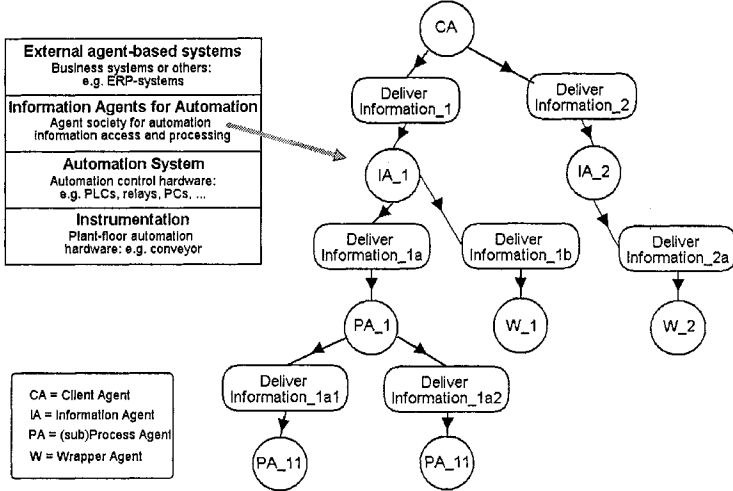 External agent-based systems
Business systems or others:
e.g. ERP-systems
Information Agents for Automation
Agent society for automation
information access and processing
Automation System
Automation control hardware:
e.g. PLCs, relays, PCs, ...
Instrumentation
Plant-floor automation
hardware: e.g. conveyor
CA
Deliver
Information_1
Deliver
Information_2
IA_1
IA_2
Deliver
Information_1a
Deliver
Information_1b
Deliver
Information_2a
PA_1
W_1
W_2
Deliver
Information_1a1
Deliver
Information_1a2
PA_11
PA_11
CA = Client Agent
IA = Information Agent
PA = (sub)Process Agent
W = Wrapper Agent